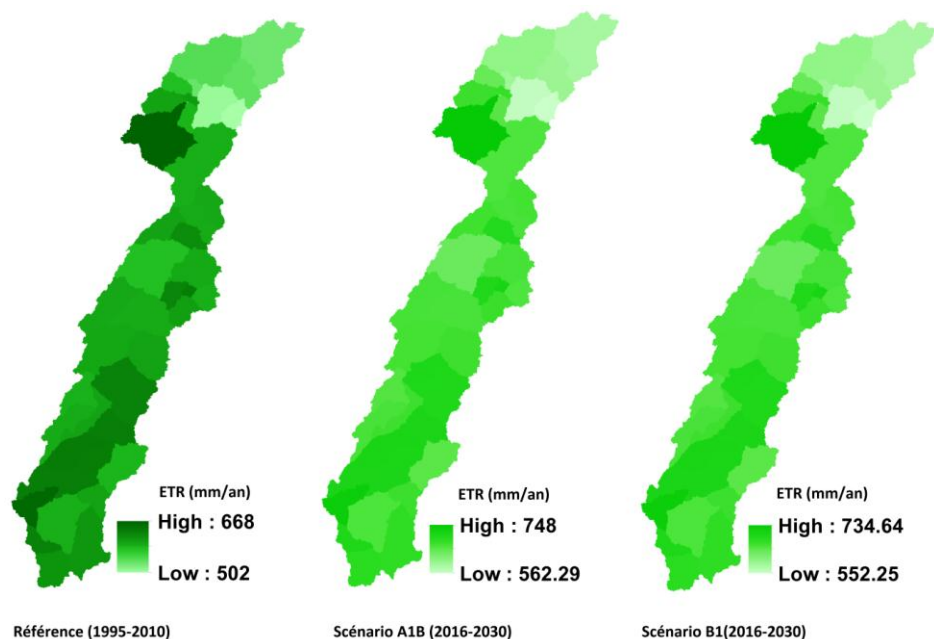 ETR (mm/an)
High : 668
Low : 502
ETR (mm/an)
High : 748
Low : 562.29
ETR (mm/an)
High : 734.64
Low : 552.25
Référence (1995-2010)
Scénario A1B (2016-2030)
Scénario B1(2016-2030)